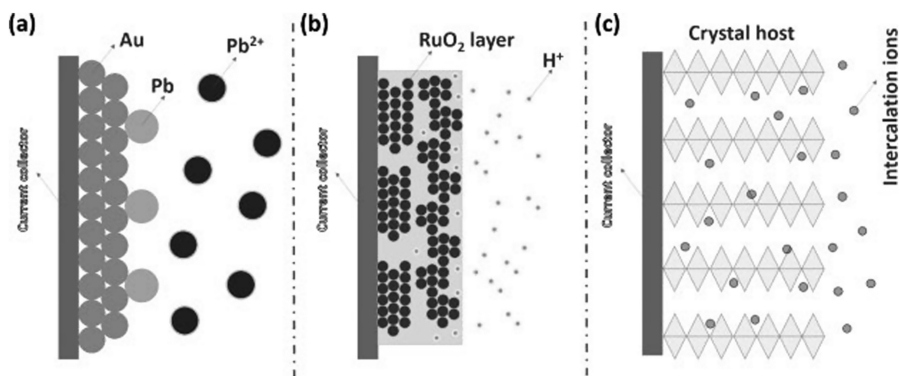 (a)
Au
Pb
Pb²⁺
Current collector
(b)
RuO₂ layer
H⁺
Current collector
(c)
Crystal host
Intercalation ions
Current collector